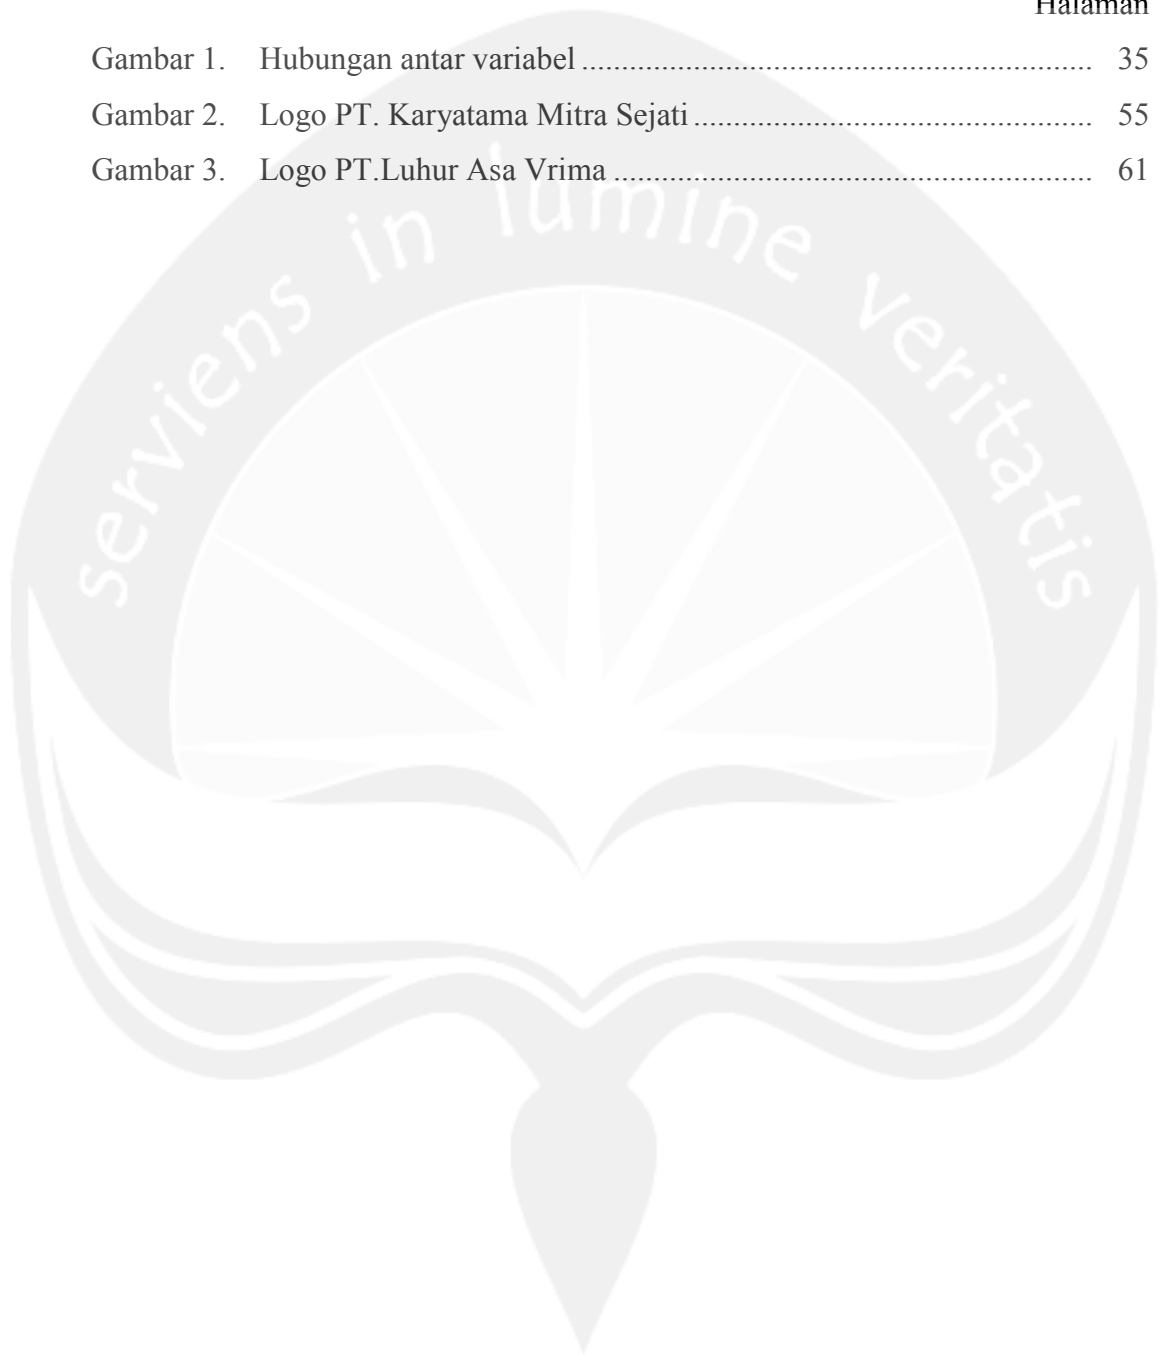 Halaman
Gambar 1. Hubungan antar variabel ............................................................ 35
Gambar 2. Logo PT. Karyatama Mitra Sejati ............................................... 55
Gambar 3. Logo PT.Luhur Asa Vrima ........................................................ 61
serviens in lumine veritatis